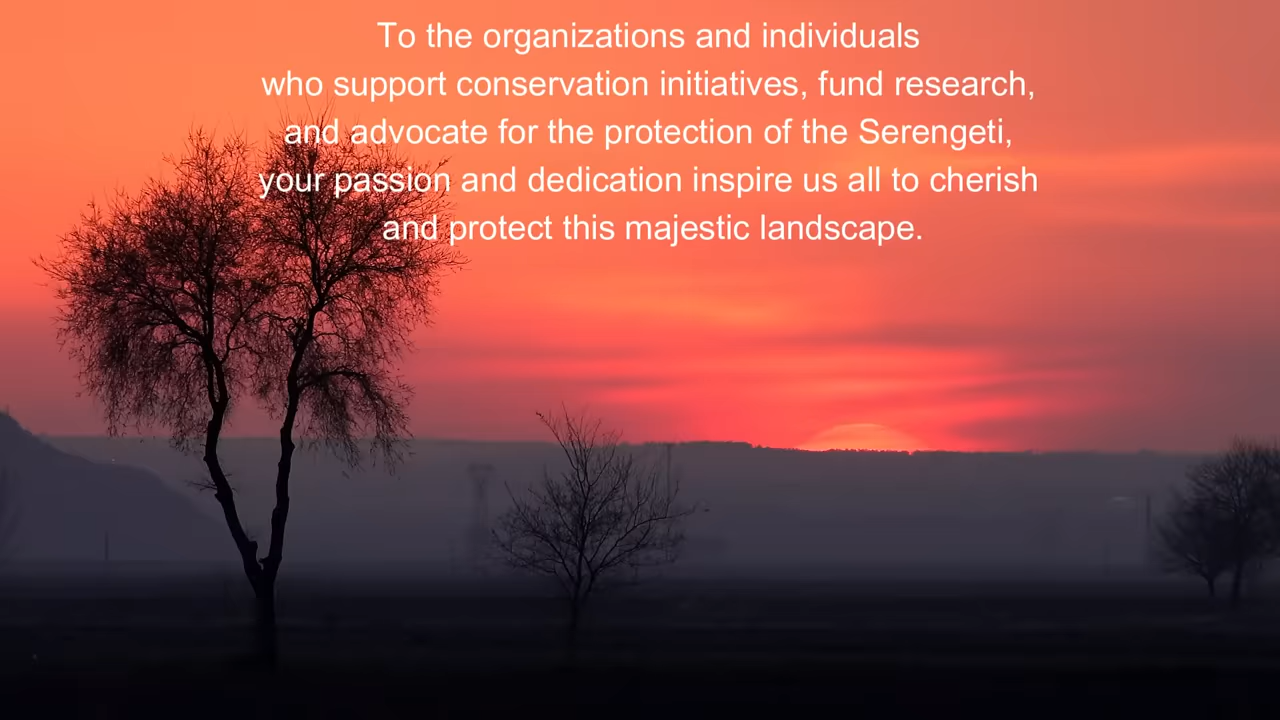 To the organizations and individuals
who support conservation initiatives, fund research,
and advocate for the protection of the Serengeti,
your passion and dedication inspire us all to cherish
and protect this majestic landscape.